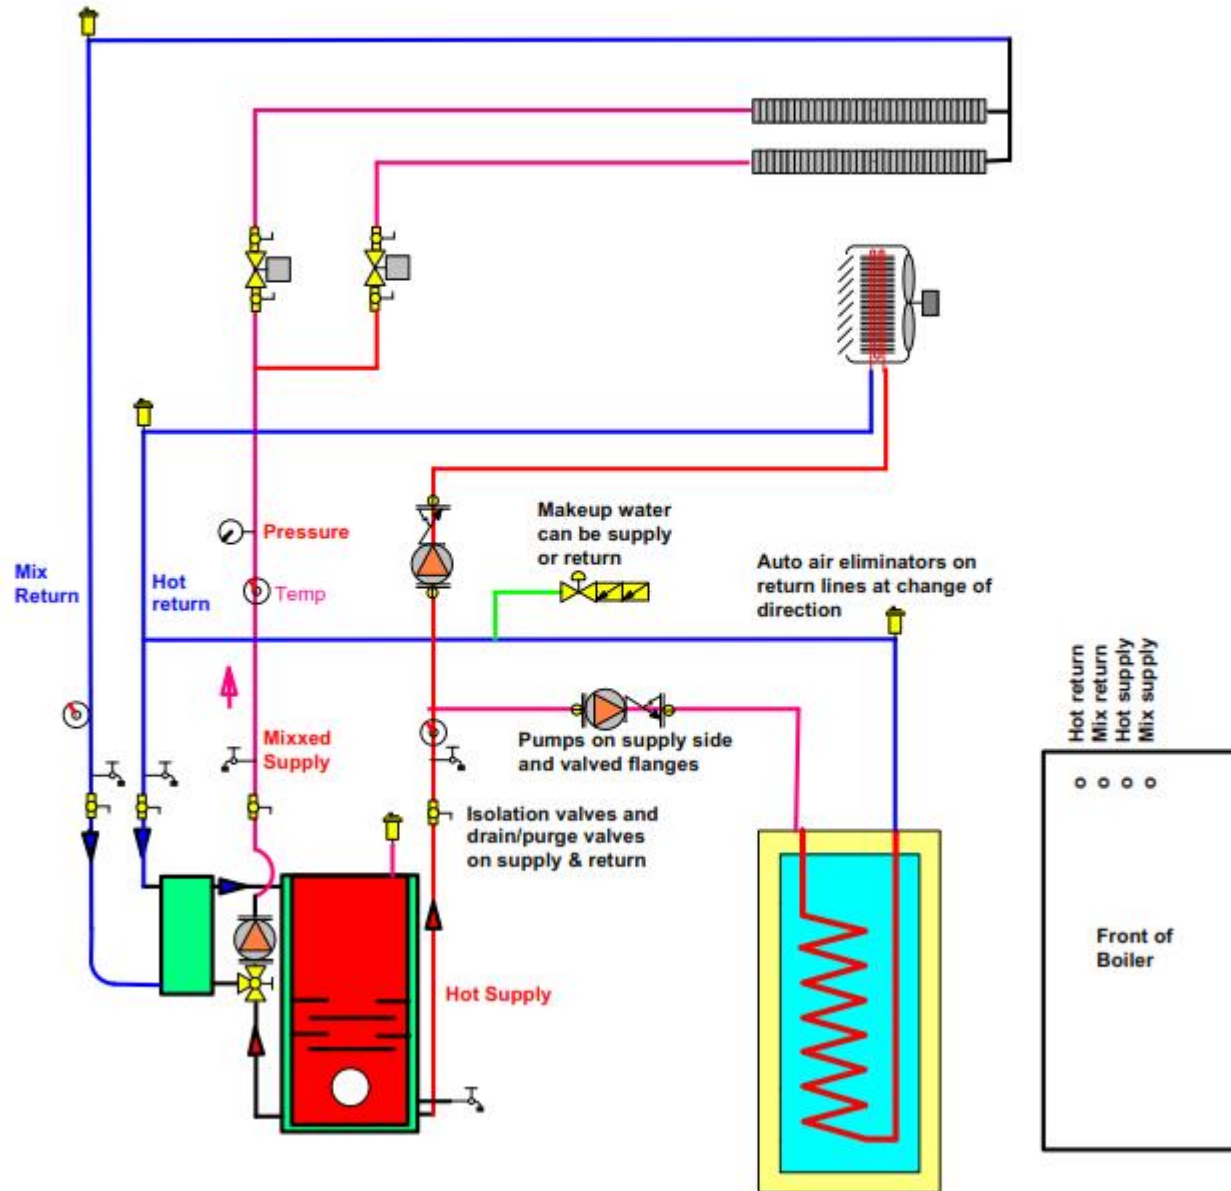 Makeup water
can be supply
or return
Pressure
Auto air eliminators on
return lines at change of
direction
Mix
Return
Hot
return
Temp
Hot return
Mix return
Hot supply
Mix supply
Mixxed
Supply
Pumps on supply side
and valved flanges
Isolation valves and
drain/purge valves
on supply & return
Front of
Boiler
Hot Supply